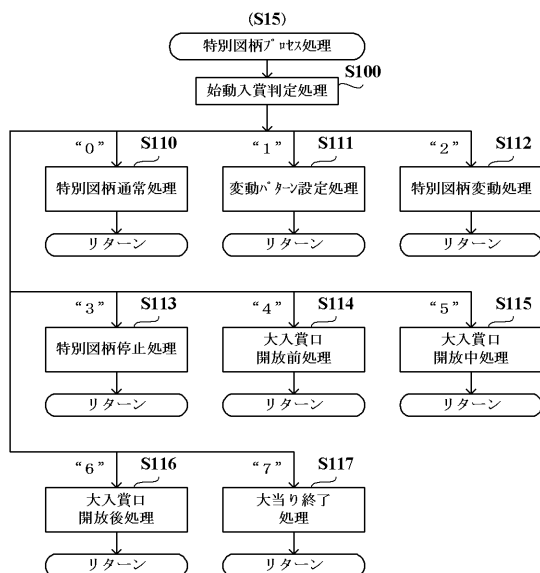 (S15)
特別図柄ﾌﾟﾛｾｽ処理
S100
始動入賞判定処理
“0” S110 “1” S111 “2” S112
特別図柄通常処理 変動ﾊﾟﾀｰﾝ設定処理 特別図柄変動処理
リターン リターン リターン
“3” S113 “4” S114 “5” S115
特別図柄停止処理 大入賞口 大入賞口
開放前処理 開放中処理
リターン リターン リターン
“6” S116 “7” S117
大入賞口 大当り終了
開放後処理 処理
リターン リターン